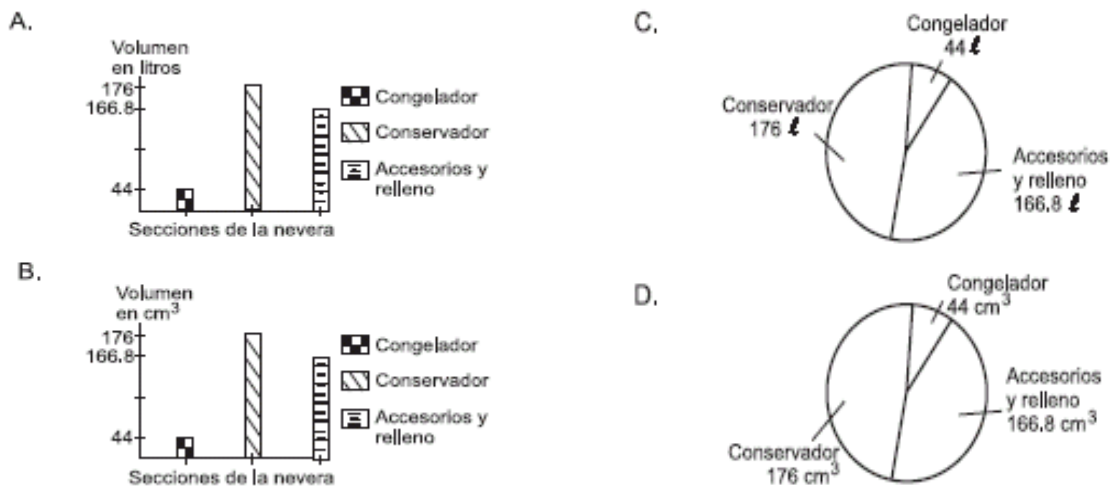 A.
Volumen
en litros
176
166.8
44
Congelador
Conservador
Accesorios y
relleno
Secciones de la nevera
B.
Volumen
en cm³
176
166.8
44
Congelador
Conservador
Accesorios y
relleno
Secciones de la nevera
C.
Congelador
44 ℓ
Conservador
176 ℓ
Accesorios
y relleno
166.8 ℓ
D.
Congelador
44 cm³
Accesorios
y relleno
166.8 cm³
Conservador
176 cm³